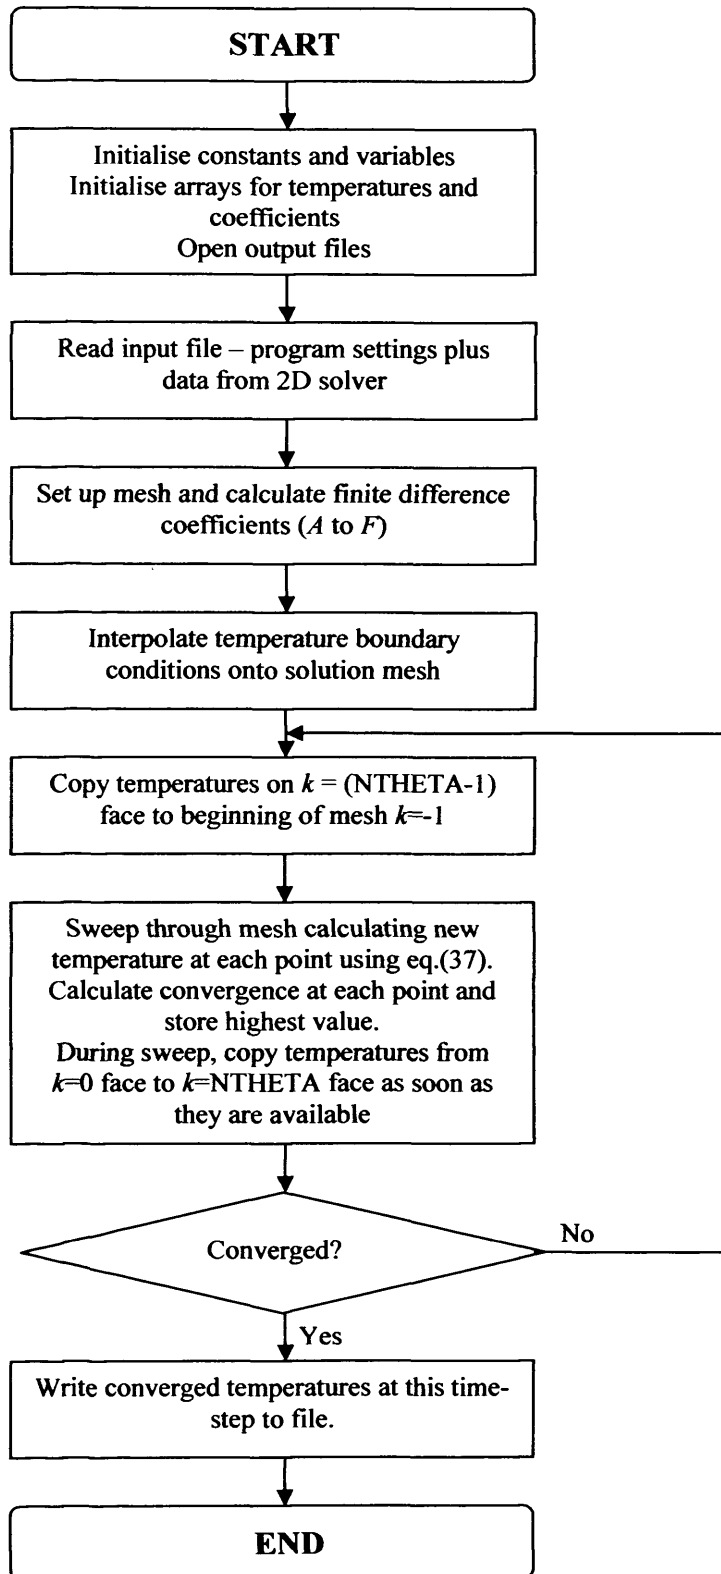 START
Initialise constants and variables
Initialise arrays for temperatures and
coefficients
Open output files
Read input file – program settings plus
data from 2D solver
Set up mesh and calculate finite difference
coefficients (A to F)
Interpolate temperature boundary
conditions onto solution mesh
Copy temperatures on k = (NTHETA-1)
face to beginning of mesh k=-1
Sweep through mesh calculating new
temperature at each point using eq.(37).
Calculate convergence at each point and
store highest value.
During sweep, copy temperatures from
k=0 face to k=NTHETA face as soon as
they are available
Converged?
No
Yes
Write converged temperatures at this time-
step to file.
END